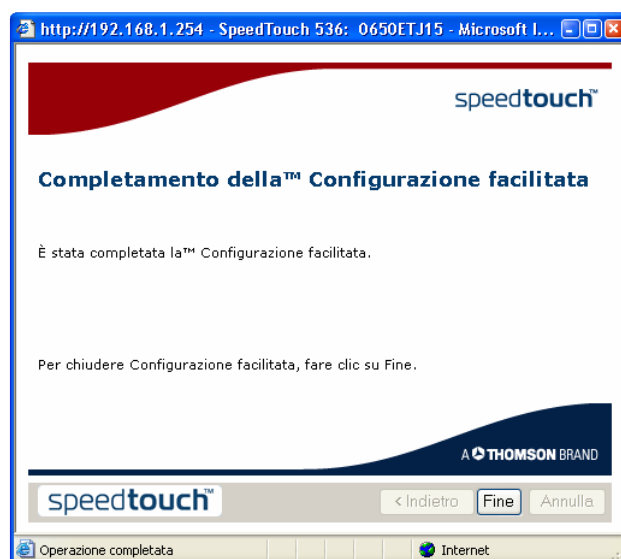 http://192.168.1.254 - SpeedTouch 536: 0650ETJ15 - Microsoft I...
speedtouch™
Completamento della™ Configurazione facilitata
È stata completata la™ Configurazione facilitata.
Per chiudere Configurazione facilitata, fare clic su Fine.
A THOMSON BRAND
speedtouch™
< Indietro Fine Annulla
Operazione completata Internet